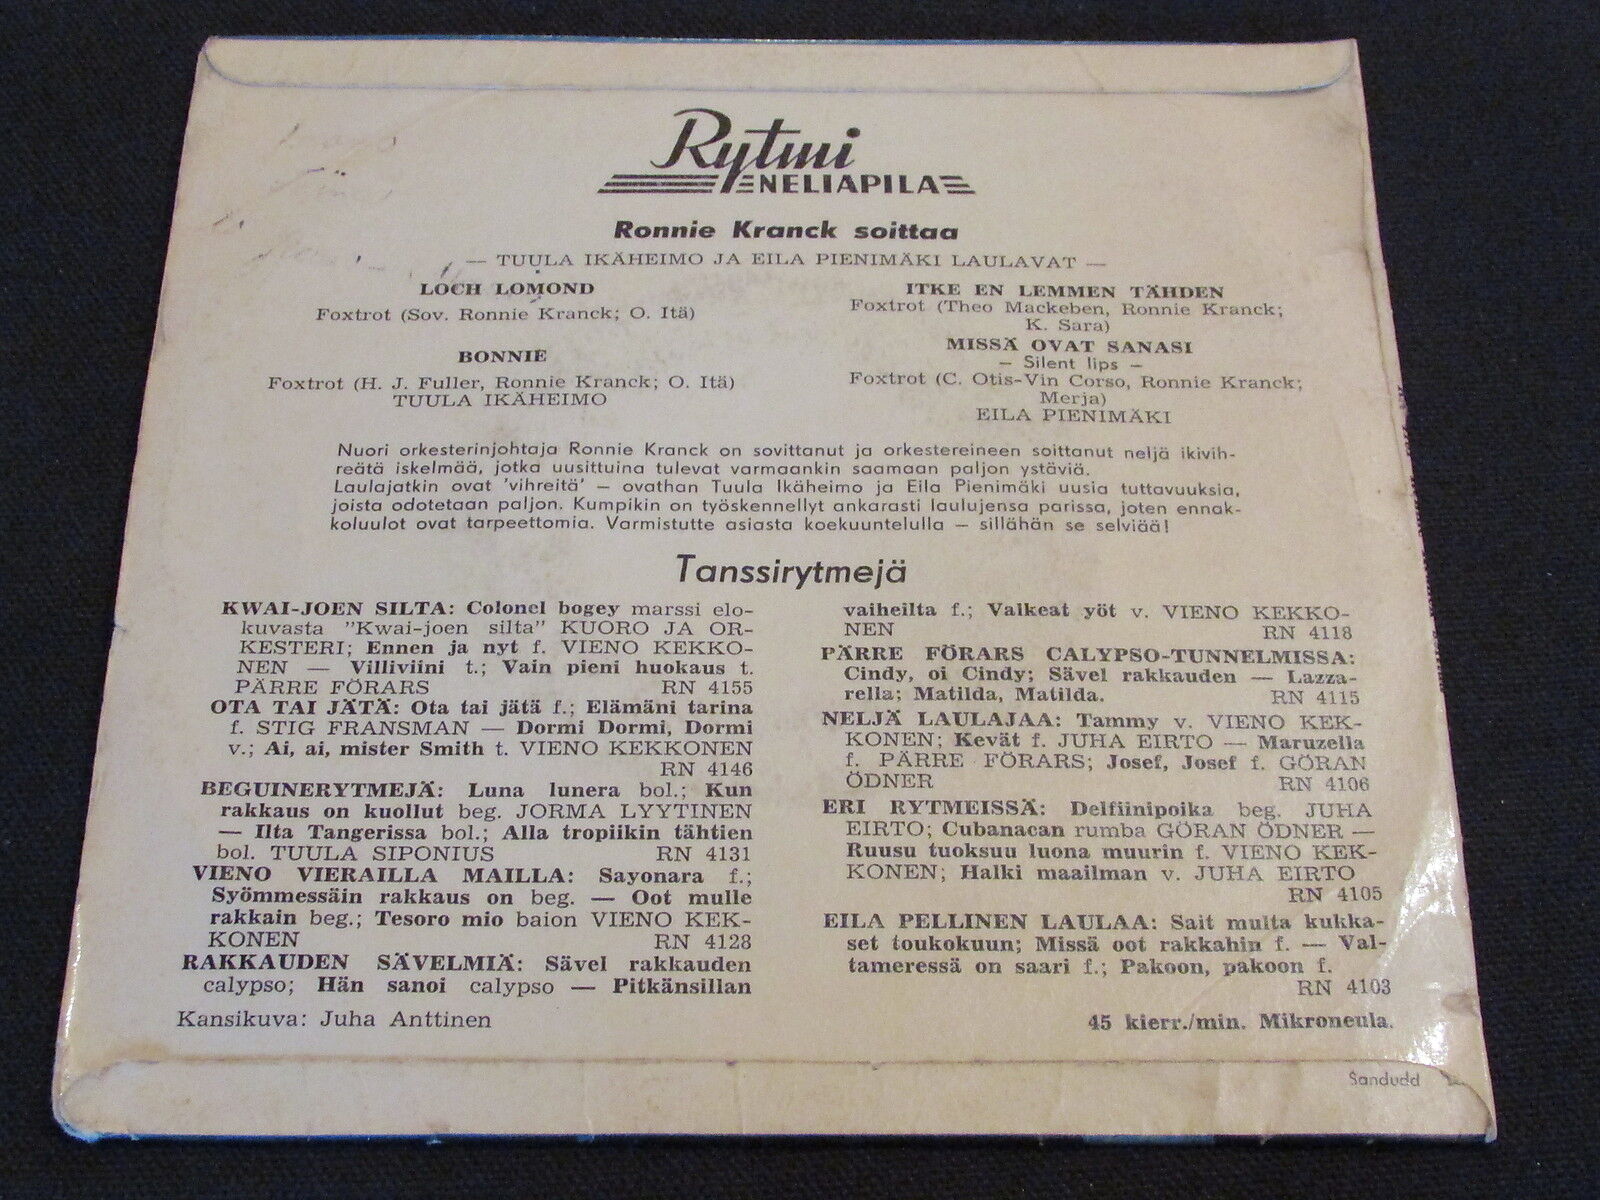 Rytmi
NELIAPILA
Ronnie Kranck soittaa
— TUULA IKÄHEIMO JA EILA PIENIMÄKI LAULAVAT —
LOCH LOMOND
Foxtrot (Sov. Ronnie Kranck; O. Itä)
BONNIE
Foxtrot (H. J. Fuller, Ronnie Kranck; O. Itä)
TUULA IKÄHEIMO
ITKE EN LEMMEN TÄHDEN
Foxtrot (Theo Mackeben, Ronnie Kranck;
K. Sara)
MISSÄ OVAT SANASI
— Silent lips —
Foxtrot (C. Otis-Vin Corso, Ronnie Kranck;
Merja)
EILA PIENIMÄKI
Nuori orkesterinjohtaja Ronnie Kranck on sovittanut ja orkestereineen soittanut neljä ikivih-
reätä iskelmää, jotka uusittuina tulevat varmaankin saamaan paljon ystäviä.
Laulajatkin ovat 'vihreitä' — ovathan Tuula Ikäheimo ja Eila Pienimäki uusia tuttavuuksia,
joista odotetaan paljon. Kumpikin on työskennellyt ankarasti laulujensa parissa, joten ennak-
koluulot ovat tarpeettomia. Varmistutte asiasta koekuuntelulla — sillähän se selviää!
Tanssirytmejä
KWAI-JOEN SILTA: Colonel bogey marssi elo-
kuvasta "Kwai-joen silta" KUORO JA OR-
KESTERI; Ennen ja nyt f. VIENO KEKKO-
NEN — Villiviini t.; Vain pieni huokaus t.
PÄRRE FÖRARS RN 4155
OTA TAI JÄTÄ: Ota tai jätä f.; Elämäni tarina
f. STIG FRANSMAN — Dormi Dormi, Dormi
v.; Ai, ai, mister Smith t. VIENO KEKKONEN
RN 4146
BEGUINERYTMEJÄ: Luna lunera bol.; Kun
rakkaus on kuollut beg. JORMA LYYTINEN
— Ilta Tangerissa bol.; Alla tropiikin tähtien
bol. TUULA SIPONIUS RN 4131
VIENO VIERAILLA MAILLA: Sayonara f.;
Syömmessäin rakkaus on beg. — Oot mulle
rakkain beg.; Tesoro mio baion VIENO KEK-
KONEN RN 4128
RAKKAUDEN SÄVELMIÄ: Sävel rakkauden
calypso; Hän sanoi calypso — Pitkänsillan
vaiheilta f.; Valkeat yöt v. VIENO KEKKO-
NEN RN 4118
PÄRRE FÖRARS CALYPSO-TUNNELMISSA:
Cindy, oi Cindy; Sävel rakkauden — Lazza-
rella; Matilda, Matilda. RN 4115
NELJÄ LAULAJAA: Tammy v. VIENO KEK-
KONEN; Kevät f. JUHA EIRTO — Maruzella
f. PÄRRE FÖRARS; Josef, Josef f. GÖRAN
ÖDNER RN 4106
ERI RYTMEISSÄ: Delfiinipoika beg. JUHA
EIRTO; Cubanacan rumba GÖRAN ÖDNER —
Ruusu tuoksuu luona muurin f. VIENO KEK-
KONEN; Halki maailman v. JUHA EIRTO
RN 4105
EILA PELLINEN LAULAA: Sait multa kukka-
set toukokuun; Missä oot rakkahin f. — Val-
tameressä on saari f.; Pakoon, pakoon f.
RN 4103
Kansikuva: Juha Anttinen
45 kierr./min. Mikroneula.
Sandudd